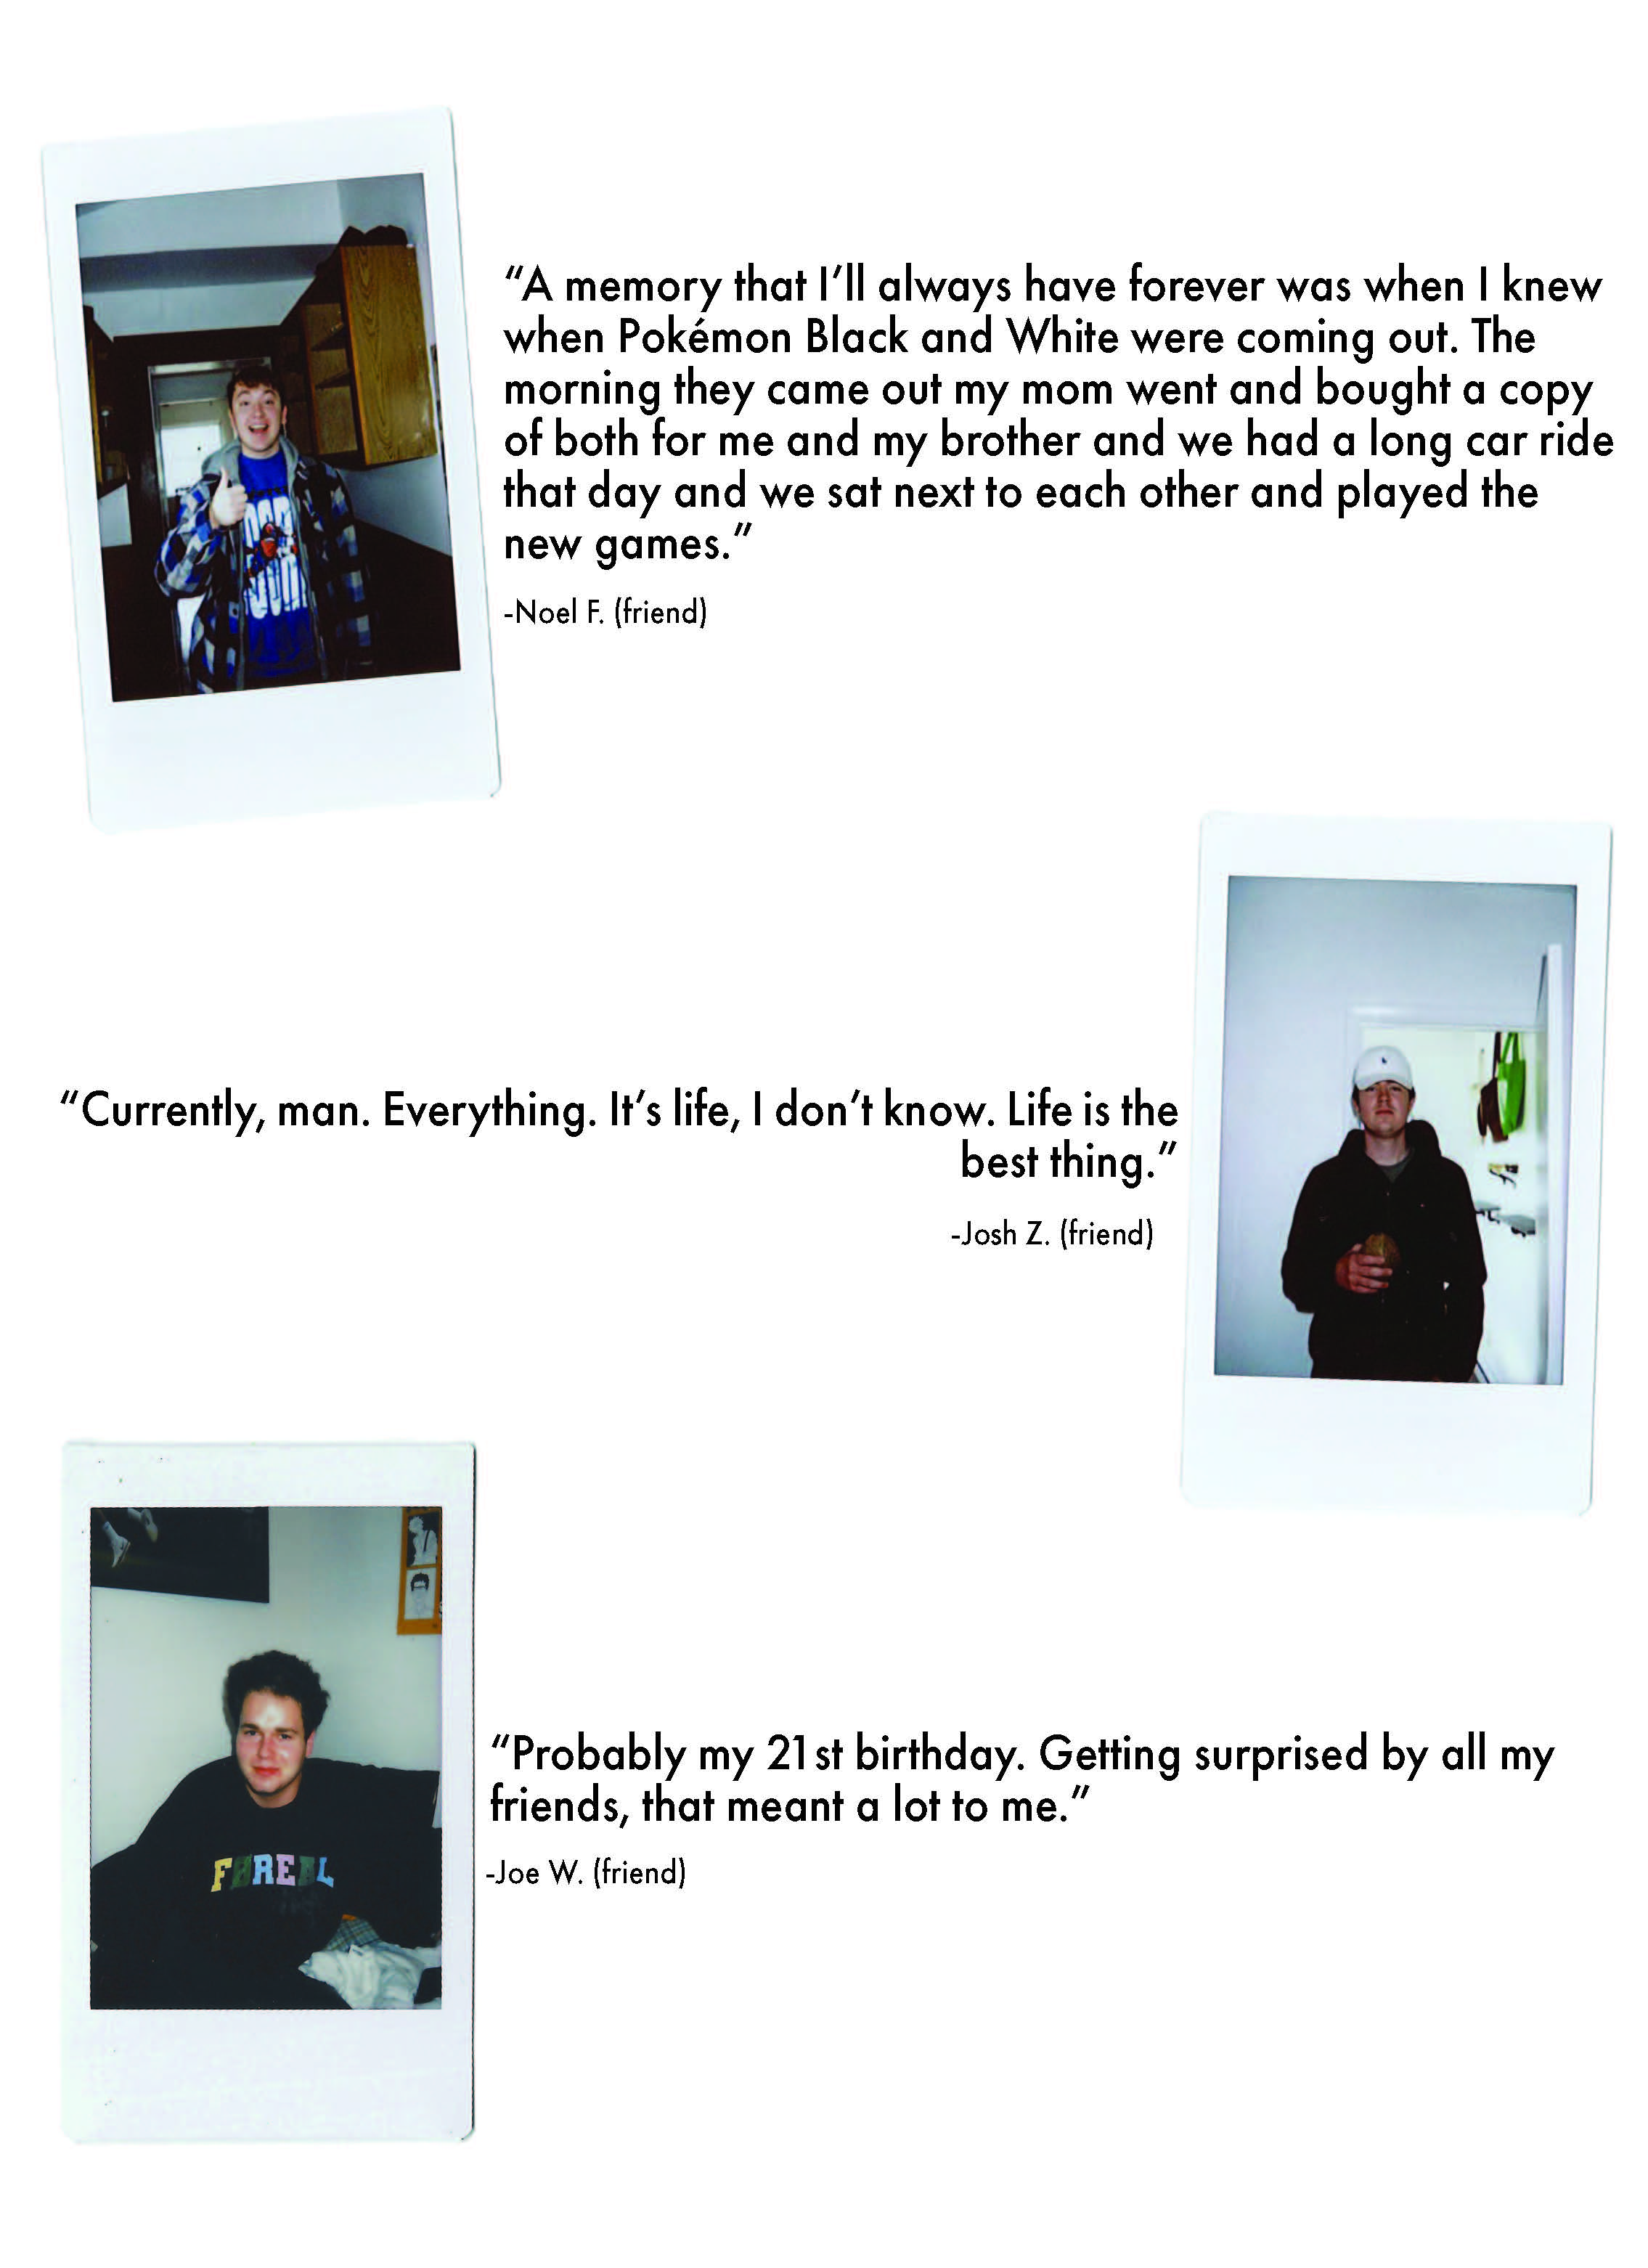 “A memory that I’ll always have forever was when I knew
when Pokémon Black and White were coming out. The
morning they came out my mom went and bought a copy
of both for me and my brother and we had a long car ride
that day and we sat next to each other and played the
new games.”
-Noel F. (friend)
“Currently, man. Everything. It’s life, I don’t know. Life is the
best thing.”
-Josh Z. (friend)
“Probably my 21st birthday. Getting surprised by all my
friends, that meant a lot to me.”
-Joe W. (friend)
FOREAL